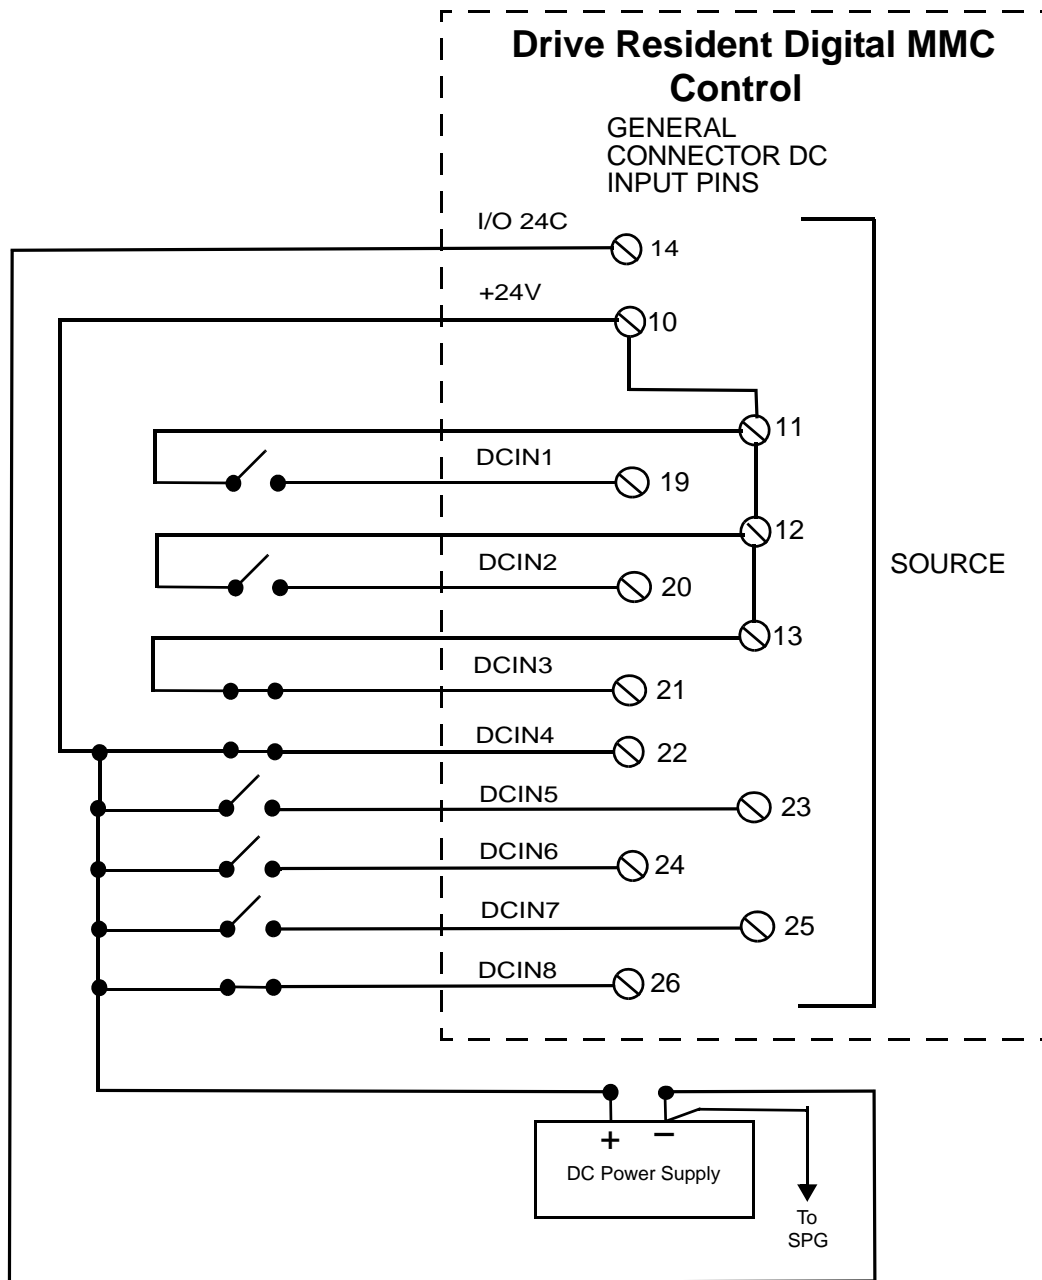 Drive Resident Digital MMC
Control
GENERAL
CONNECTOR DC
INPUT PINS
I/O 24C
14
+24V
10
11
DCIN1
19
12
DCIN2
20
SOURCE
13
DCIN3
21
DCIN4
22
DCIN5
23
DCIN6
24
DCIN7
25
DCIN8
26
+ −
DC Power Supply
To
SPG